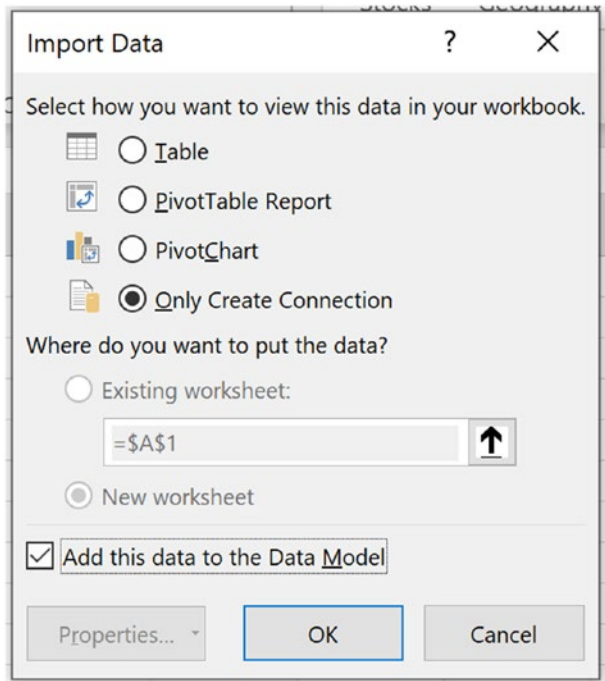 Stocks Geography
Import Data ? ×
Select how you want to view this data in your workbook.
Table
PivotTable Report
PivotChart
Only Create Connection
Where do you want to put the data?
Existing worksheet:
=$A$1
New worksheet
Add this data to the Data Model
Properties...
OK
Cancel